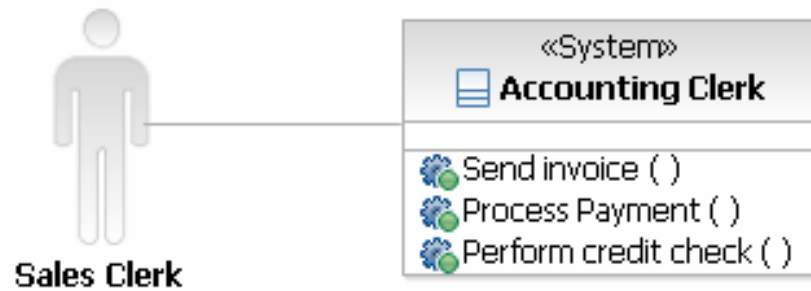 «System»
Accounting Clerk
Send invoice ( )
Process Payment ( )
Perform credit check ( )
Sales Clerk